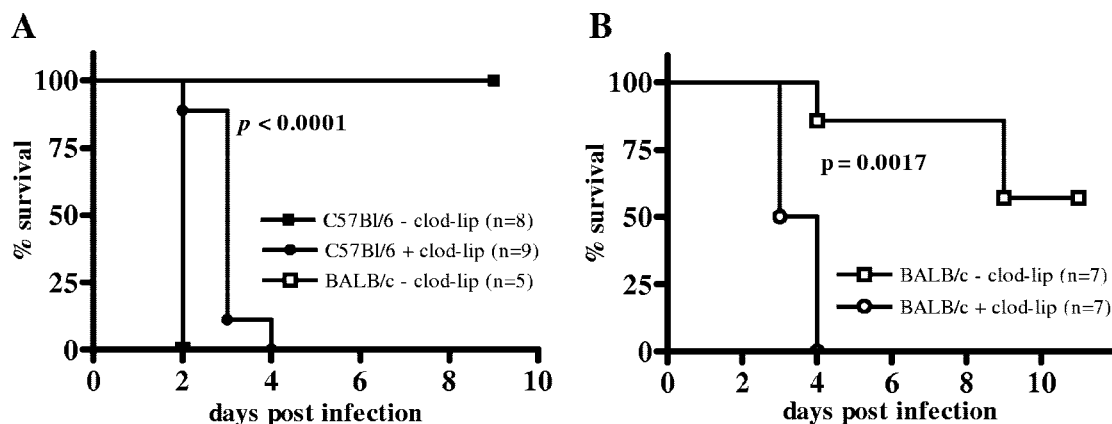 A
100
75
50
25
0
% survival
p < 0.0001
C57Bl/6 - clod-lip (n=8)
C57Bl/6 + clod-lip (n=9)
BALB/c - clod-lip (n=5)
0 2 4 6 8 10
days post infection
B
100
75
50
25
0
% survival
p = 0.0017
BALB/c - clod-lip (n=7)
BALB/c + clod-lip (n=7)
0 2 4 6 8 10
days post infection